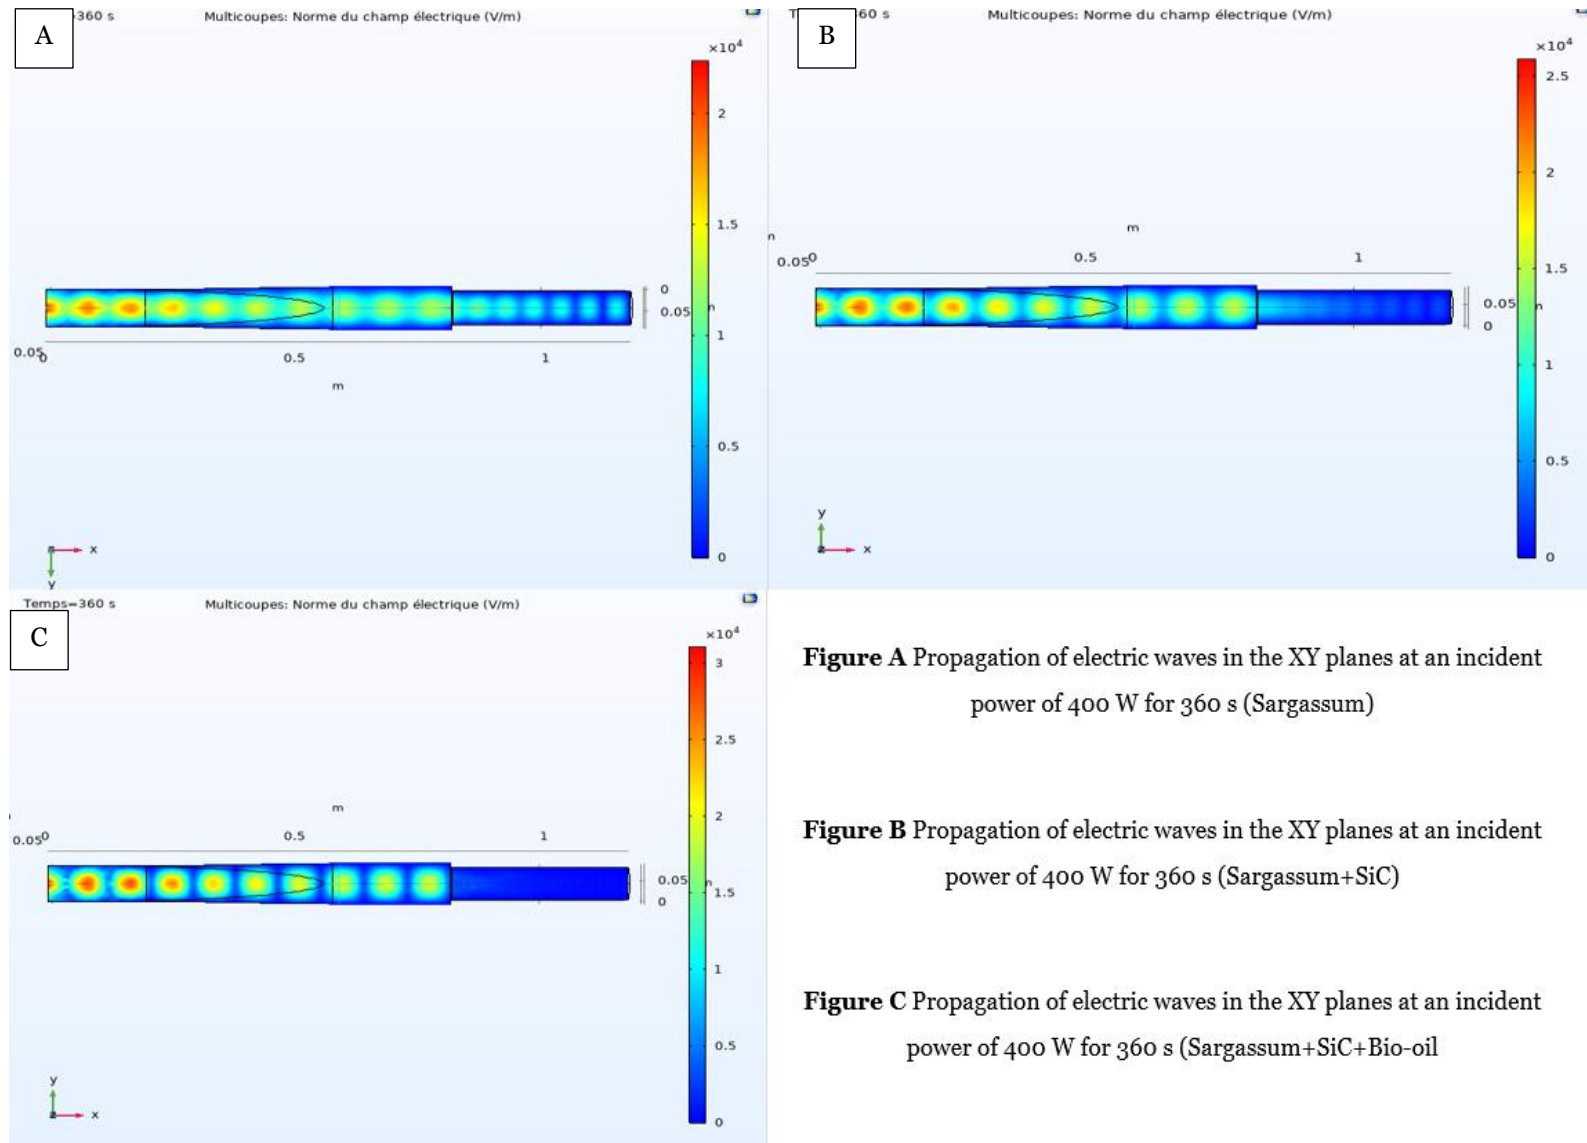 A
=360 s
Multicoupes: Norme du champ électrique (V/m)
×10⁴
2
1.5
1
0.5
0
0
0.05
n
0.05
0
0.5
1
m
x
y
B
T
60 s
Multicoupes: Norme du champ électrique (V/m)
×10⁴
2.5
2
1.5
1
0.5
0
m
n
0.05
0
0.5
1
0.05
0
n
y
x
C
Temps=360 s
Multicoupes: Norme du champ électrique (V/m)
×10⁴
3
2.5
2
1.5
1
0.5
0
m
0.05
0
0.5
1
0.05
0
n
y
x
Figure A Propagation of electric waves in the XY planes at an incident
power of 400 W for 360 s (Sargassum)
Figure B Propagation of electric waves in the XY planes at an incident
power of 400 W for 360 s (Sargassum+SiC)
Figure C Propagation of electric waves in the XY planes at an incident
power of 400 W for 360 s (Sargassum+SiC+Bio-oil